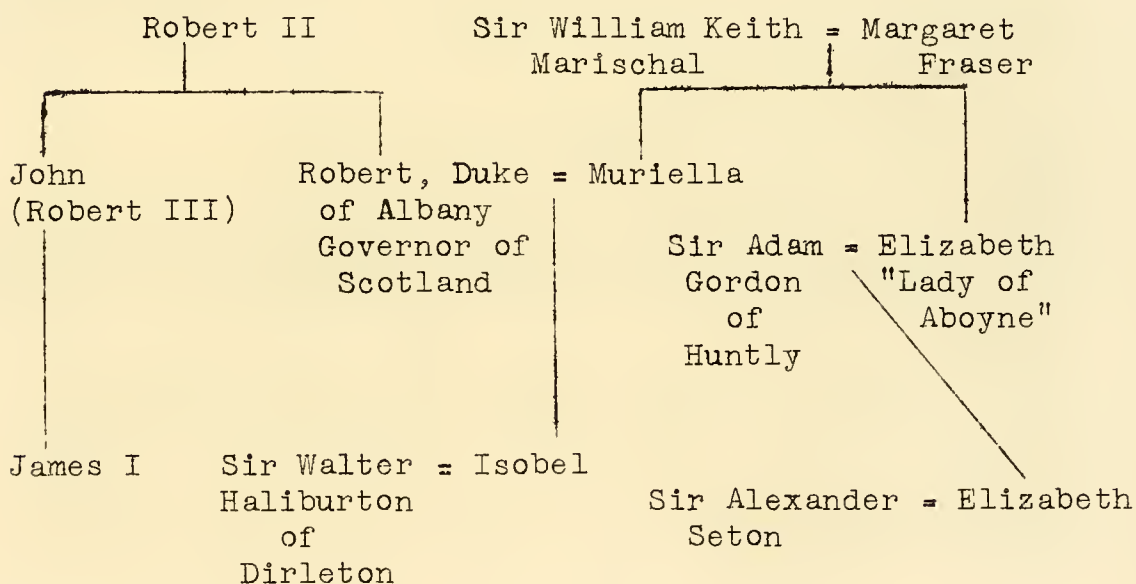 Robert II Sir William Keith = Margaret
Marischal Fraser
John Robert, Duke = Muriella
(Robert III) of Albany
Governor of Sir Adam = Elizabeth
Scotland Gordon "Lady of
of Aboyne"
Huntly
James I Sir Walter = Isobel
Haliburton Sir Alexander = Elizabeth
of Seton
Dirleton